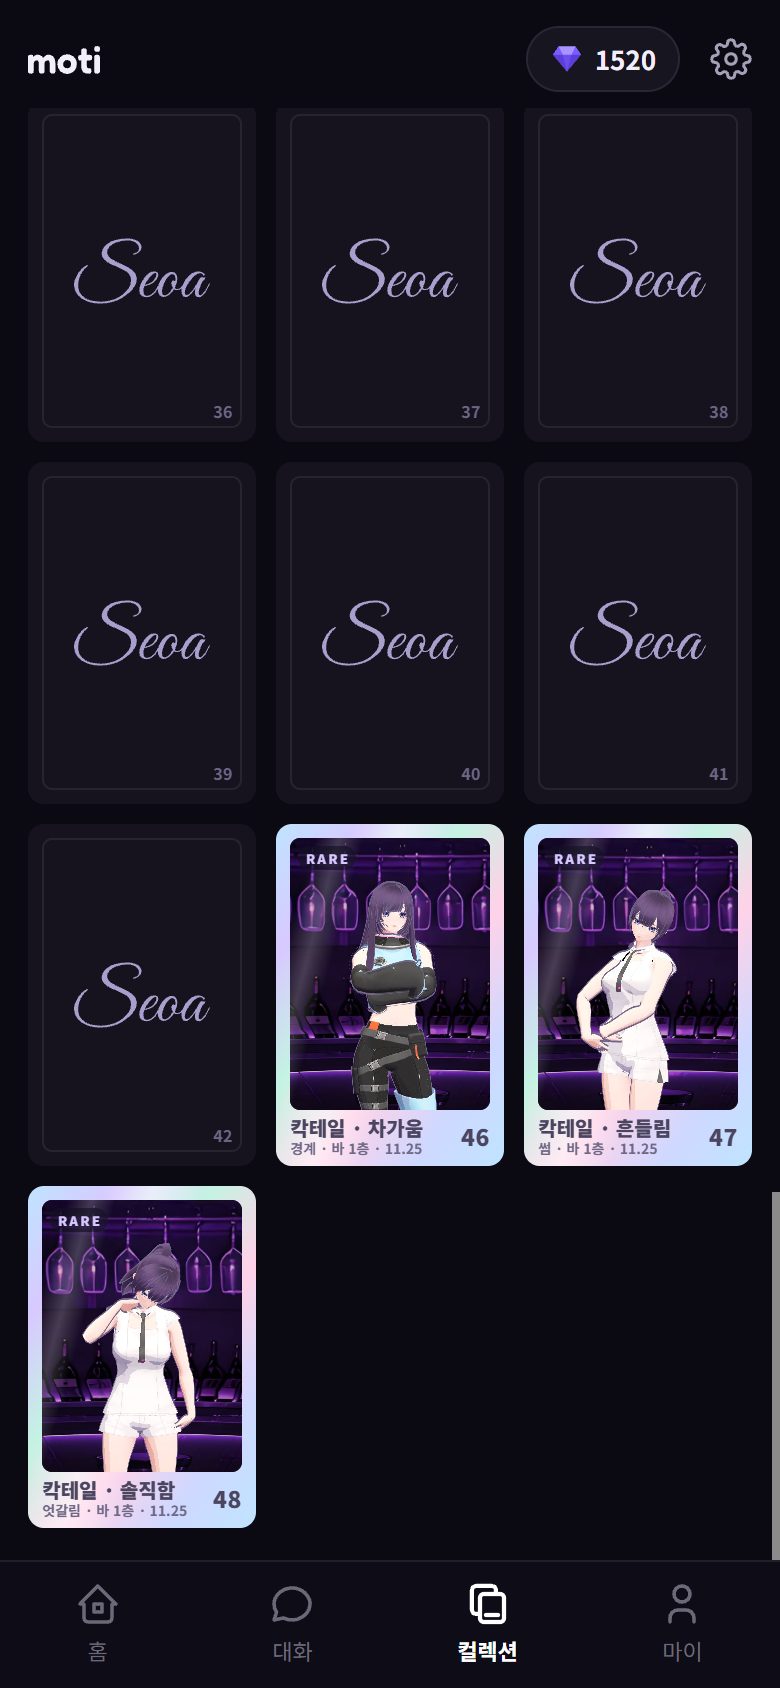 moti
1520
Seoa
36
Seoa
37
Seoa
38
Seoa
39
Seoa
40
Seoa
41
Seoa
42
RARE
칵테일 · 차가움
경계 · 바 1층 · 11.25
46
RARE
칵테일 · 흔들림
썸 · 바 1층 · 11.25
47
RARE
칵테일 · 솔직함
엇갈림 · 바 1층 · 11.25
48
홈
대화
컬렉션
마이